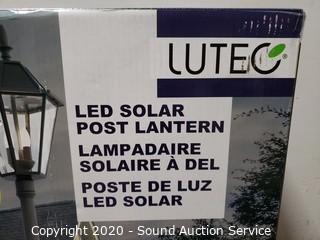 LUTEC
LED SOLAR
POST LANTERN
LAMPADAIRE
SOLAIRE À DEL
POSTE DE LUZ
LED SOLAR
Copyright 2020 - Sound Auction Service